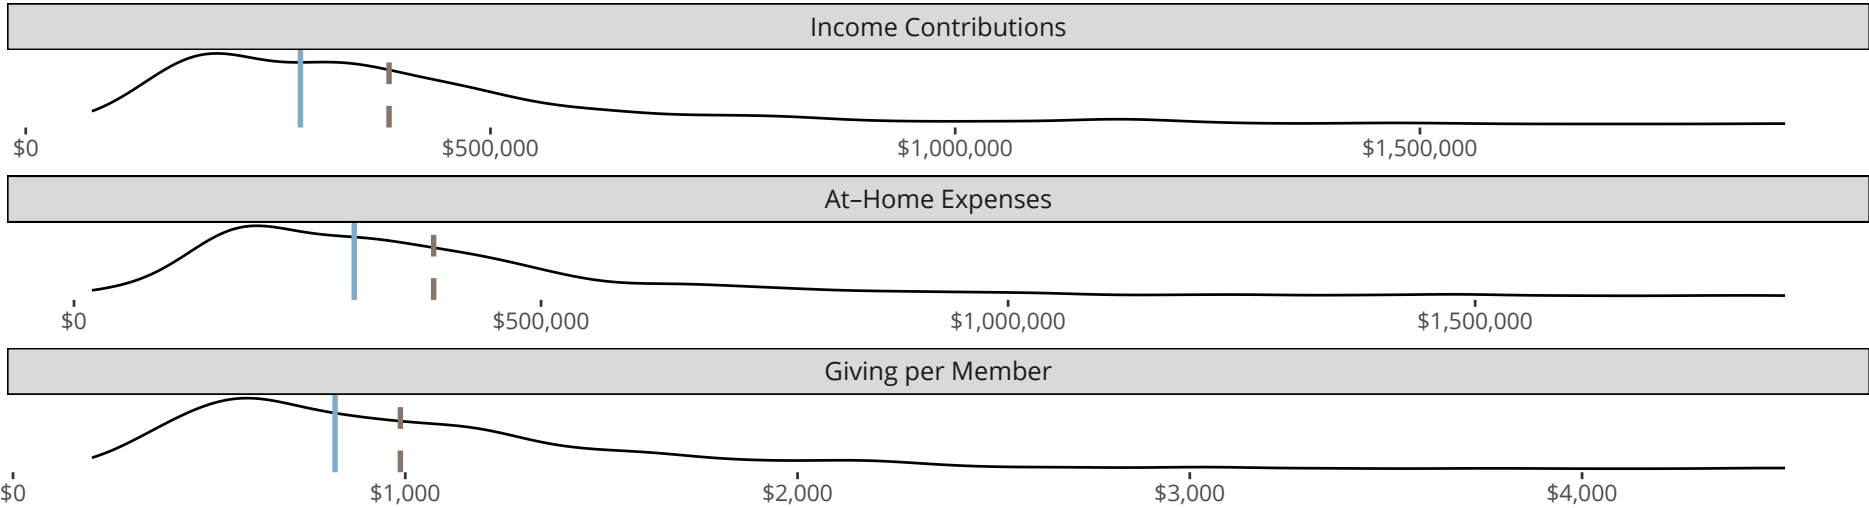 Income Contributions
$0 $500,000 $1,000,000 $1,500,000
At–Home Expenses
$0 $500,000 $1,000,000 $1,500,000
Giving per Member
$0 $1,000 $2,000 $3,000 $4,000